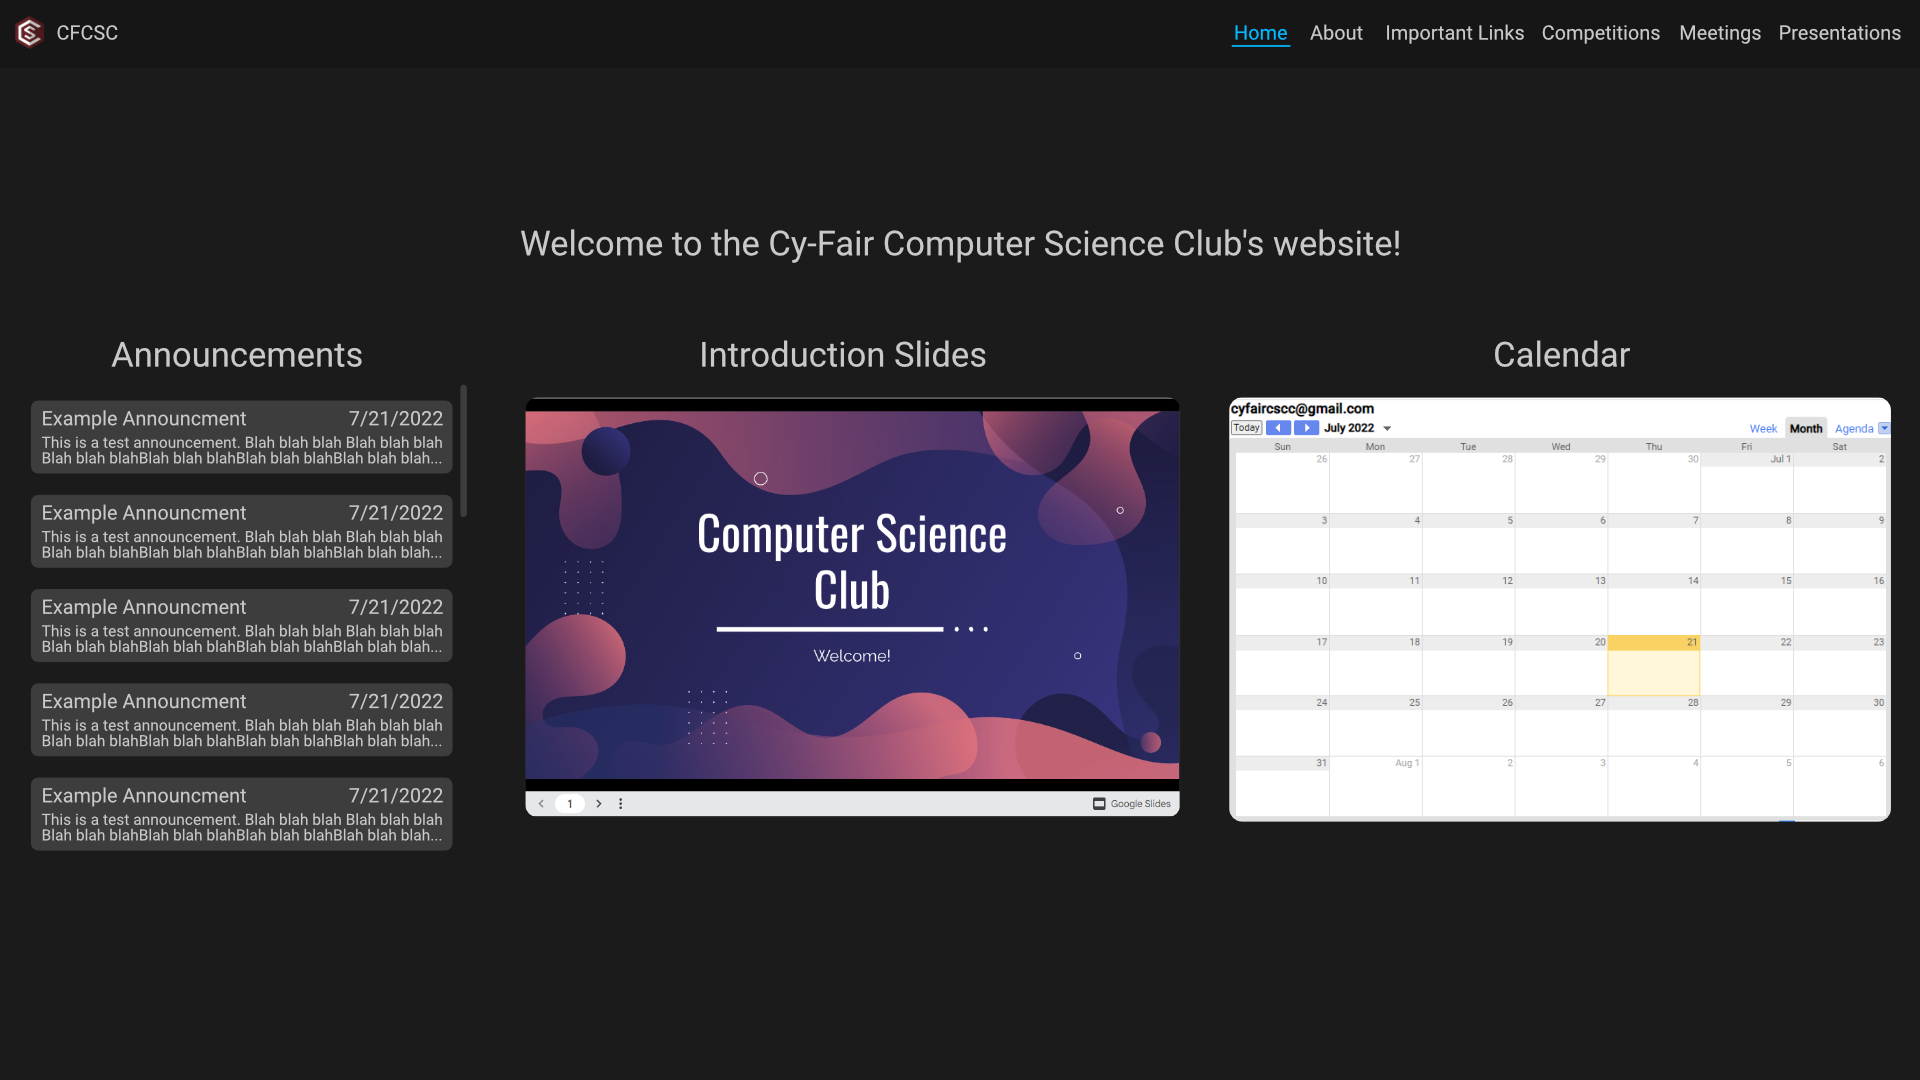 CFCSC
Home About Important Links Competitions Meetings Presentations
Welcome to the Cy-Fair Computer Science Club's website!
Announcements
Example Announcment 7/21/2022
This is a test announcement. Blah blah blah Blah blah blah
Blah blah blahBlah blah blahBlah blah blahBlah blah blah...
Example Announcment 7/21/2022
This is a test announcement. Blah blah blah Blah blah blah
Blah blah blahBlah blah blahBlah blah blahBlah blah blah...
Example Announcment 7/21/2022
This is a test announcement. Blah blah blah Blah blah blah
Blah blah blahBlah blah blahBlah blah blahBlah blah blah...
Example Announcment 7/21/2022
This is a test announcement. Blah blah blah Blah blah blah
Blah blah blahBlah blah blahBlah blah blahBlah blah blah...
Example Announcment 7/21/2022
This is a test announcement. Blah blah blah Blah blah blah
Blah blah blahBlah blah blahBlah blah blahBlah blah blah...
Introduction Slides
Computer Science
Club
Welcome!
1
Google Slides
Calendar
cyfaircscc@gmail.com
Today July 2022 Week Month Agenda
Sun Mon Tue Wed Thu Fri Sat
26 27 28 29 30 Jul 1 2
3 4 5 6 7 8 9
10 11 12 13 14 15 16
17 18 19 20 21 22 23
24 25 26 27 28 29 30
31 Aug 1 2 3 4 5 6